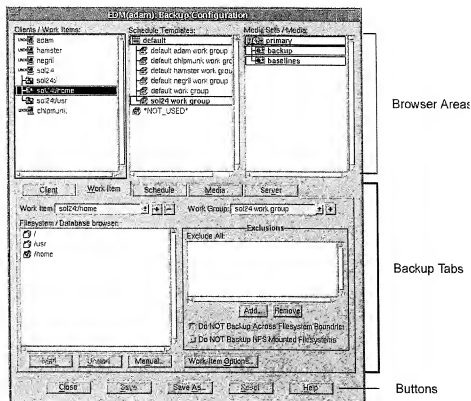 EDM(adam). Backup Configuration
Clients / Work Items:
adam
hamster
negril
sol24
sol24:/
sol24:/home
sol24:/usr
chipmunk
Schedule Templates:
default
default adam work group
default chipmunk work grc
default hamster work grou
default negril work group
default work group
sol24 work group
*NOT_USED*
Media Sets / Media:
primary
backup
baselines
Browser Areas
Client
Work Item
Schedule
Media
Server
Work Item: sol24:/home
Work Group: sol24 work group
Filesystem / Database browser:
/
/usr
/home
Exclusions
Exclude All:
Add...
Remove
Do NOT Backup Across Filesystem Boundries
Do NOT Backup NFS Mounted Filesystems
Manual...
Work Item Options...
Backup Tabs
Close
Save
Save As...
Reset
Help
Buttons